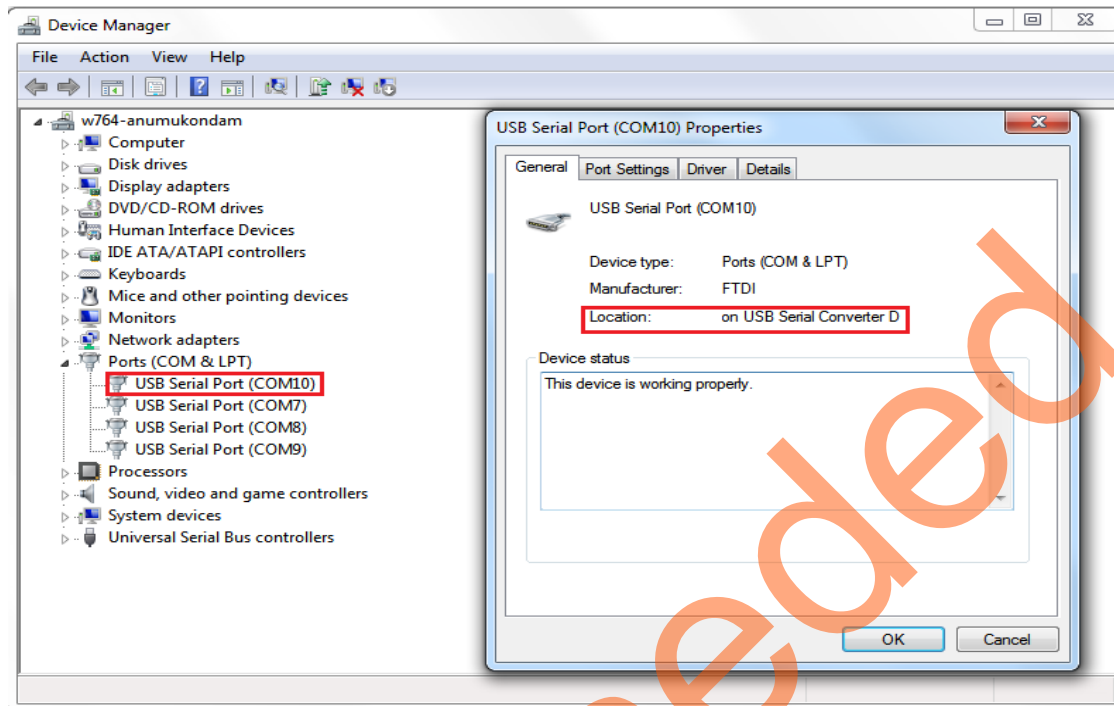 Device Manager
File Action View Help
w764-anumukondam
Computer
Disk drives
Display adapters
DVD/CD-ROM drives
Human Interface Devices
IDE ATA/ATAPI controllers
Keyboards
Mice and other pointing devices
Monitors
Network adapters
Ports (COM & LPT)
USB Serial Port (COM10)
USB Serial Port (COM7)
USB Serial Port (COM8)
USB Serial Port (COM9)
Processors
Sound, video and game controllers
System devices
Universal Serial Bus controllers
USB Serial Port (COM10) Properties
General Port Settings Driver Details
USB Serial Port (COM10)
Device type: Ports (COM & LPT)
Manufacturer: FTDI
Location: on USB Serial Converter D
Device status
This device is working properly.
OK Cancel
eded